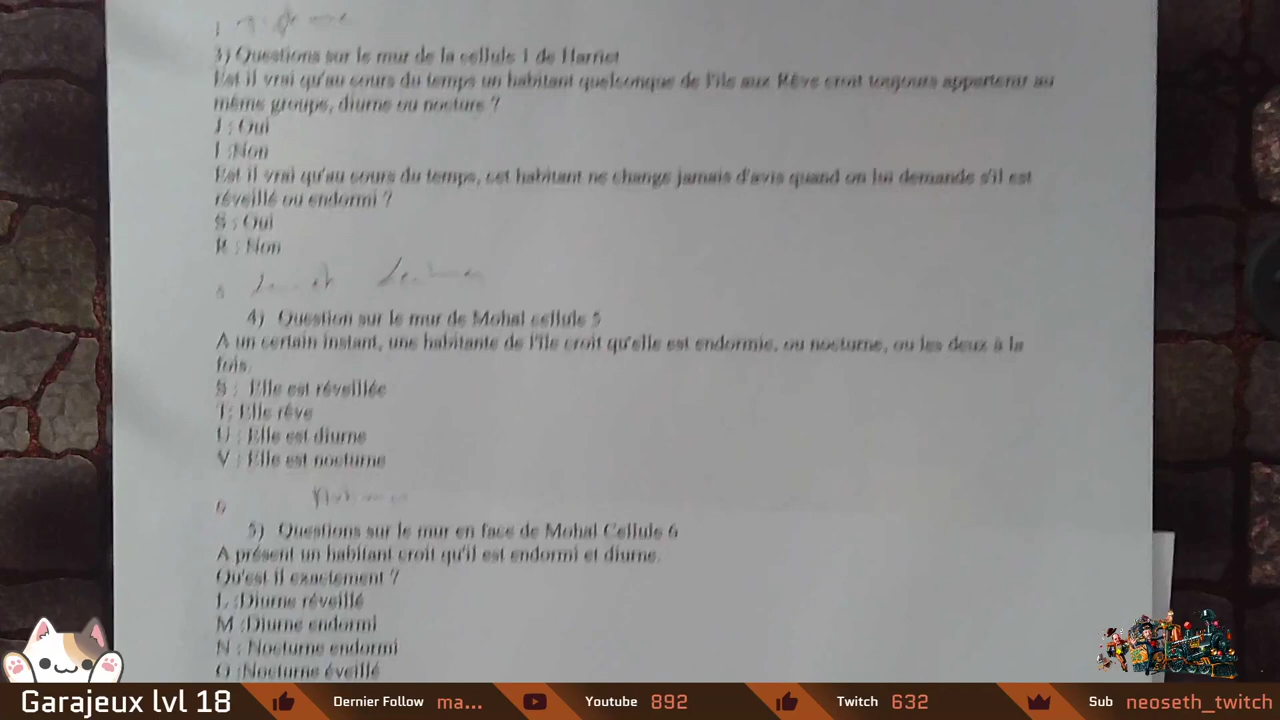 3) Questions sur le mur de la cellule 1 de Harriet
Est il vrai qu'au cours du temps un habitant quelconque de l'île aux Rêve croit toujours appartenir au
même groupe, diurne ou nocture ?
J : Oui
I :Non
Est il vrai qu'au cours du temps, cet habitant ne change jamais d'avis quand on lui demande s'il est
réveillé ou endormi ?
S : Oui
R : Non
4) Question sur le mur de Mohal cellule 5
A un certain instant, une habitante de l'île croit qu'elle est endormie, ou nocturne, ou les deux à la
fois.
S : Elle est réveillée
T: Elle rêve
U : Elle est diurne
V : Elle est nocturne
5) Questions sur le mur en face de Mohal Cellule 6
A présent un habitant croit qu'il est endormi et diurne.
Qu'est il exactement ?
L :Diurne réveillé
M :Diurne endormi
N : Nocturne endormi
O :Nocturne éveillé
Garajeux lvl 18 Dernier Follow ma... Youtube 892 Twitch 632 Sub neoseth_twitch